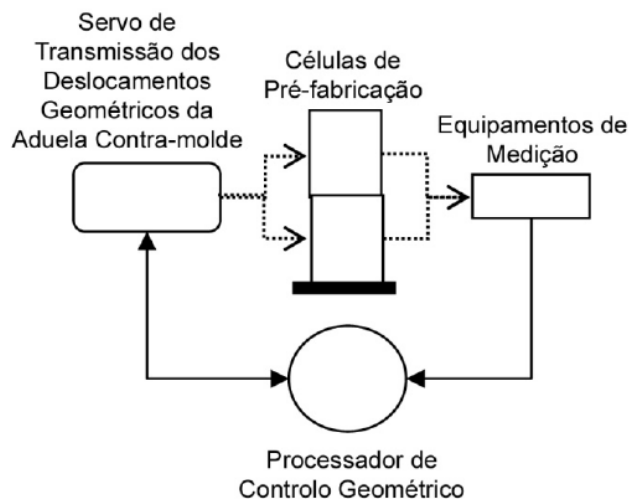 Servo de
Transmissão dos
Deslocamentos
Geométricos da
Aduela Contra-molde
Células de
Pré-fabricação
Equipamentos de
Medição
Processador de
Controlo Geométrico